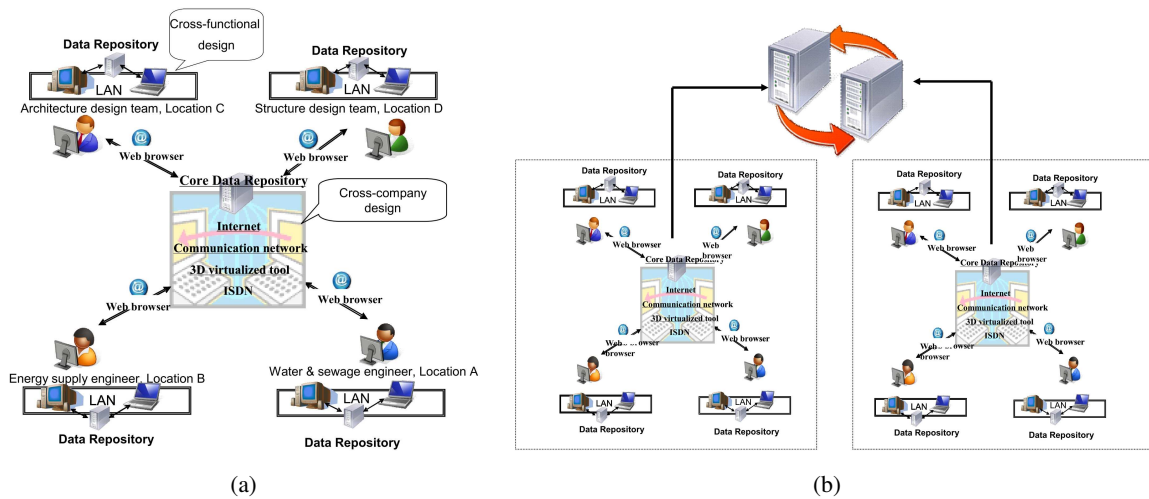 Cross-functional
design
Data Repository
LAN
Architecture design team, Location C
Data Repository
LAN
Structure design team, Location D
@
Web browser
@
Web browser
Core Data Repository
Cross-company
design
Internet
Communication network
3D virtualized tool
ISDN
@
Web browser
@
Web browser
Energy supply engineer, Location B
LAN
Data Repository
Water & sewage engineer, Location A
LAN
Data Repository
(a)
Data Repository
LAN
Data Repository
LAN
@
Web browser
@
Web
browser
Core Data Repository
Internet
Communication network
3D virtualized tool
ISDN
@
Web
browser
@
Web browser
LAN
Data Repository
LAN
Data Repository
Data Repository
LAN
Data Repository
LAN
@
Web browser
@
Web
browser
Core Data Repository
Internet
Communication network
3D virtualized tool
ISDN
@
Web browser
@
Web browser
LAN
Data Repository
LAN
Data Repository
(b)